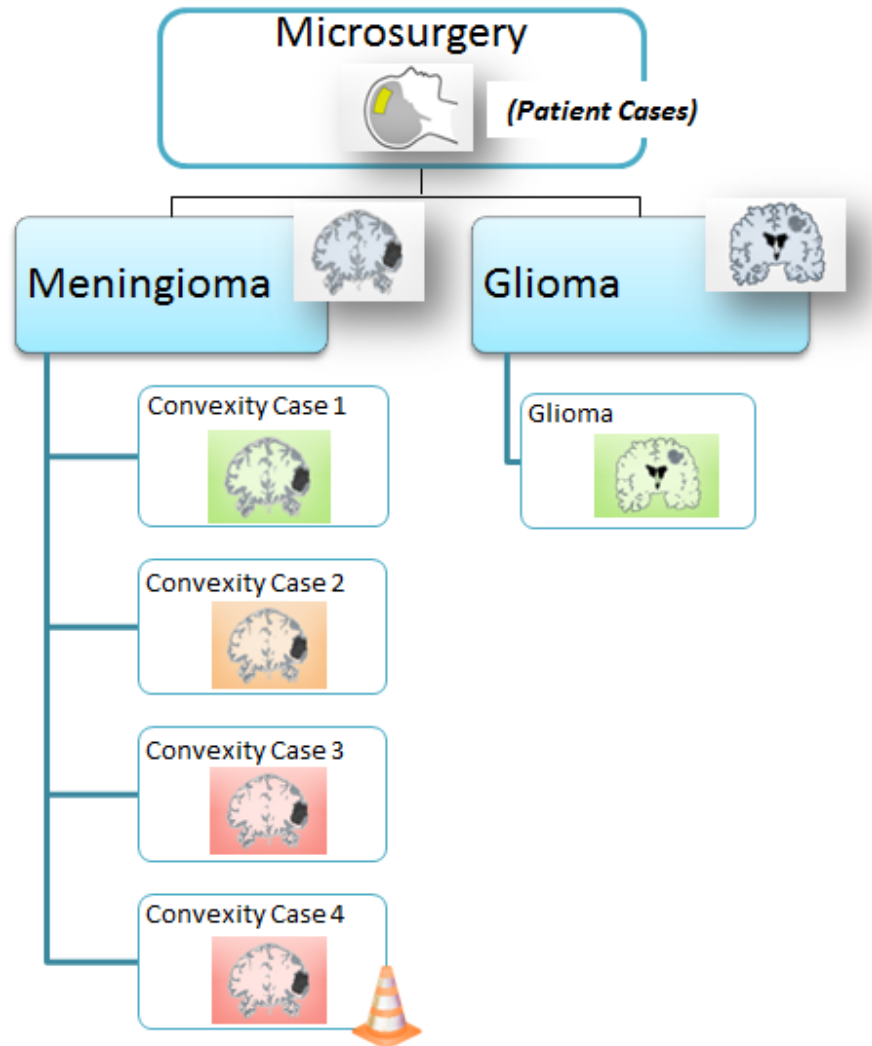 Microsurgery
(Patient Cases)
Meningioma
Glioma
Convexity Case 1
Glioma
Convexity Case 2
Convexity Case 3
Convexity Case 4